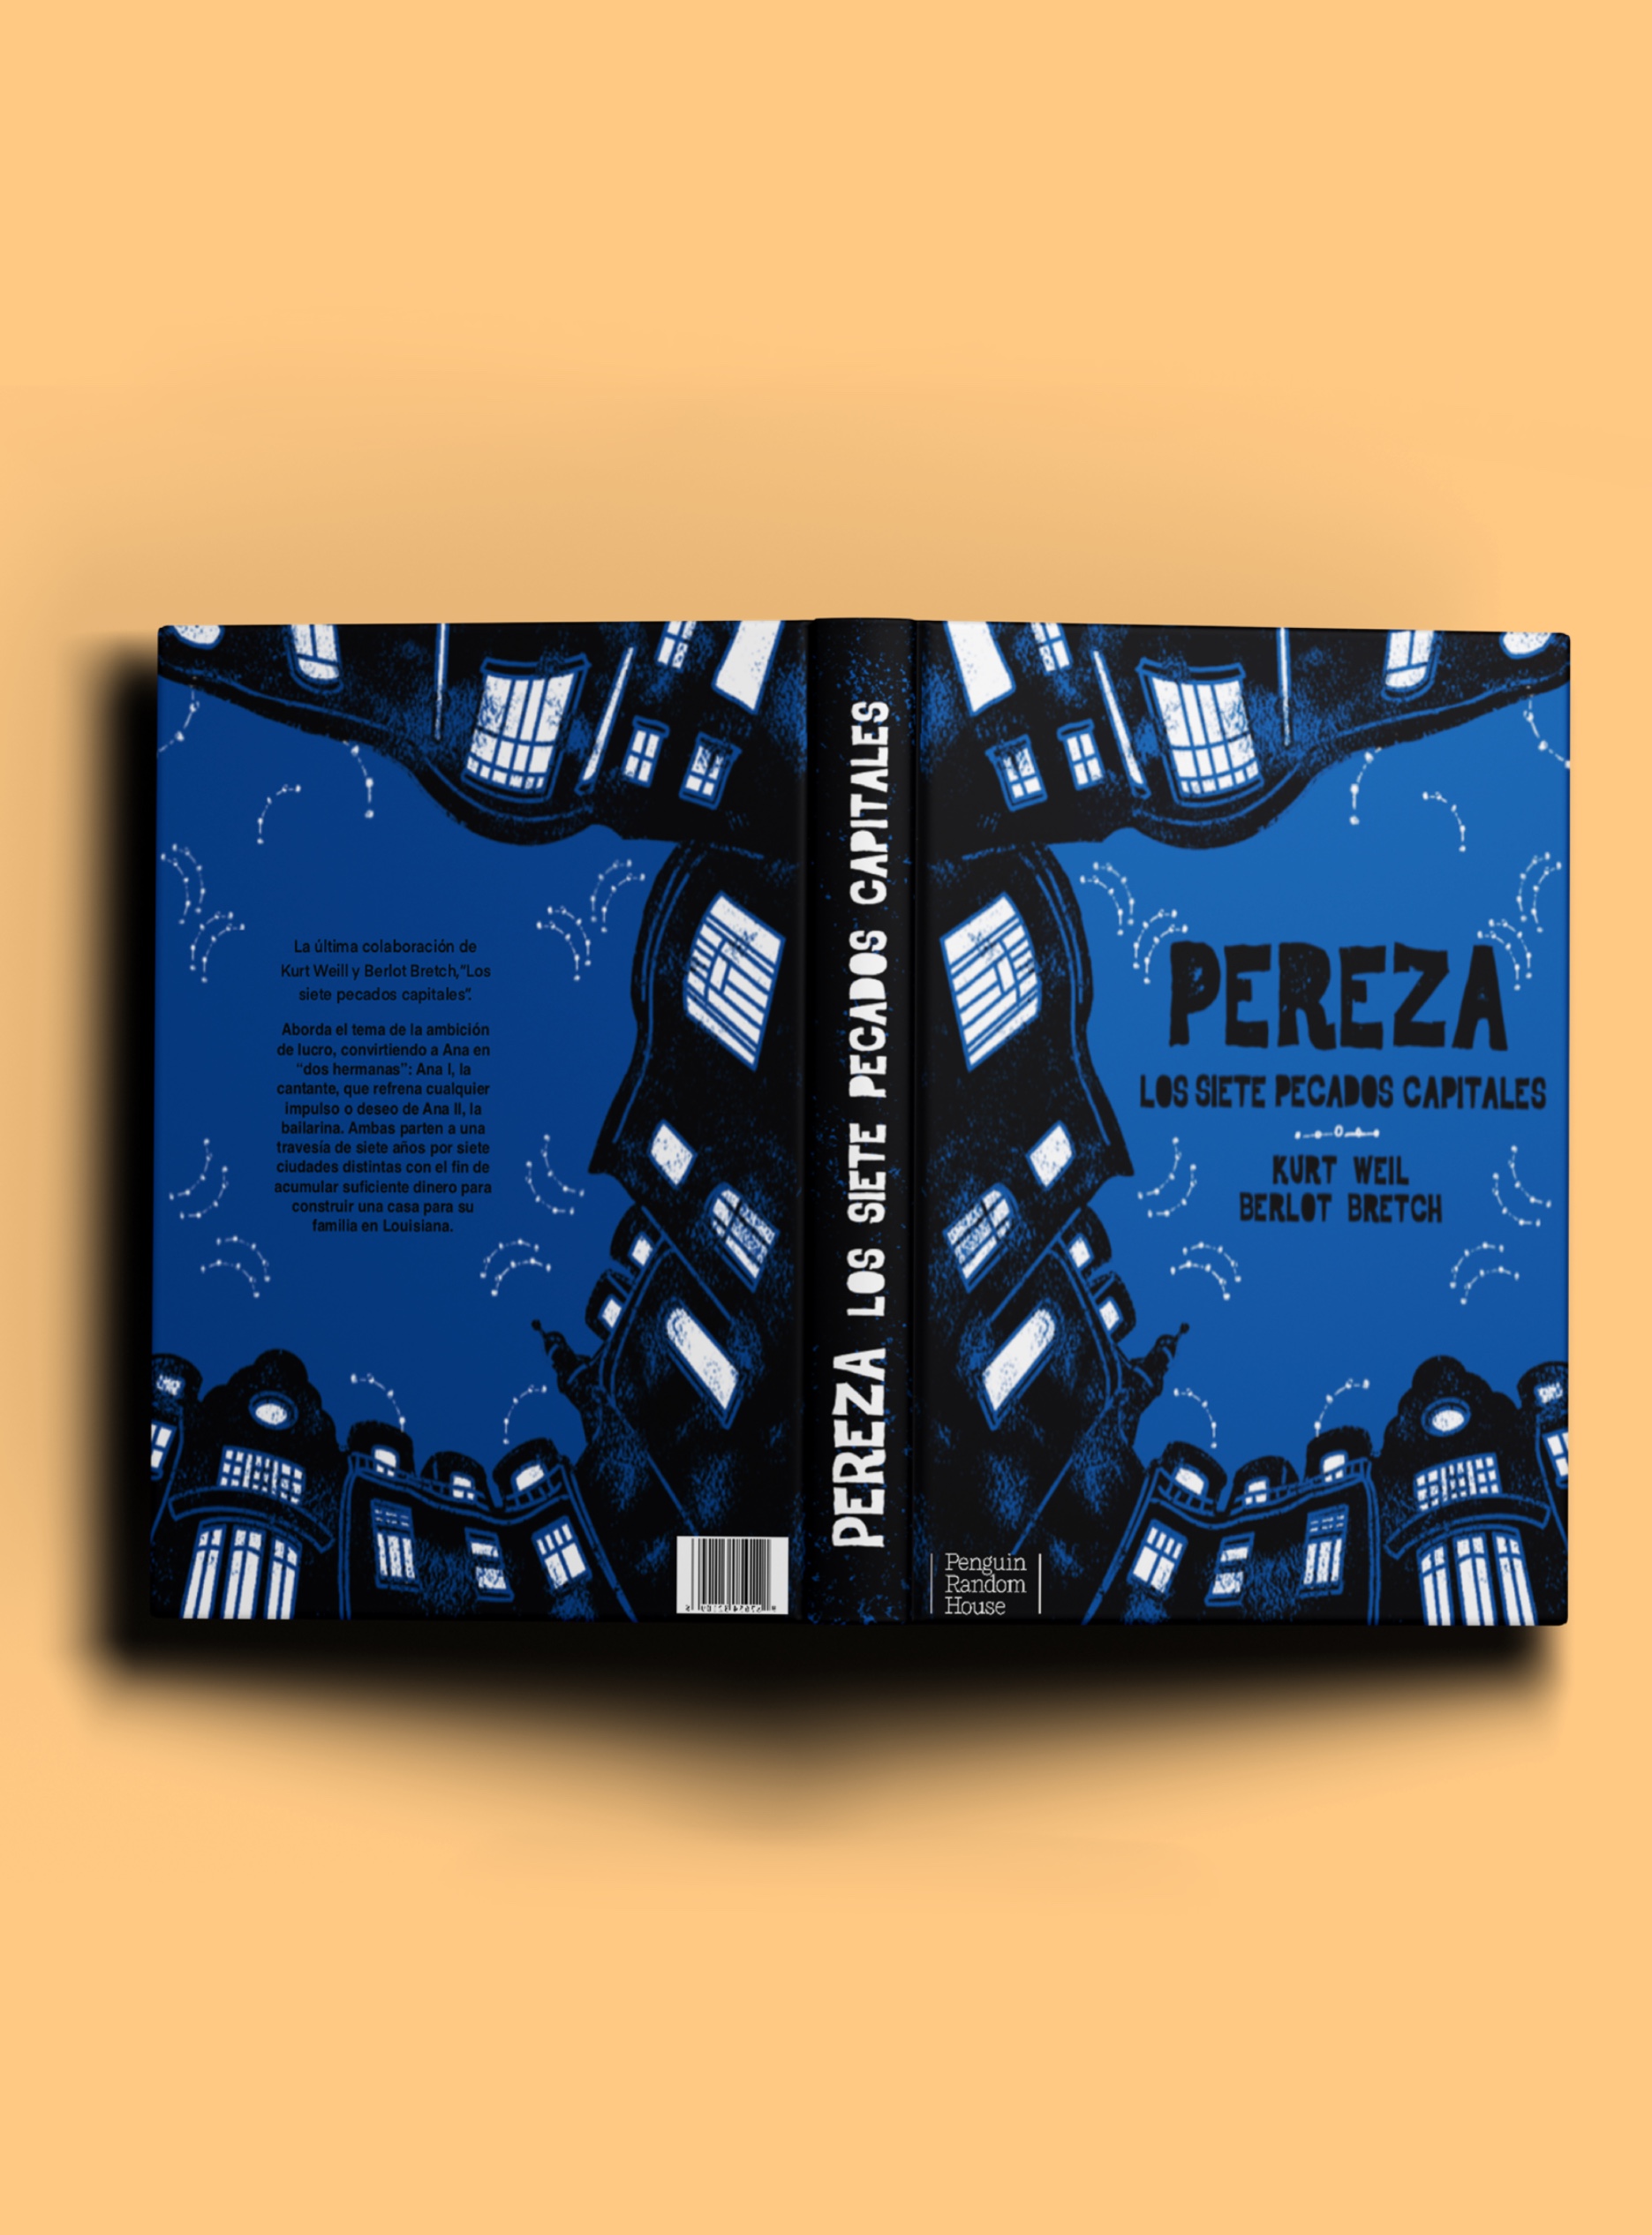 La última colaboración de
Kurt Weill y Berlot Bretch,"Los
siete pecados capitales".
Aborda el tema de la ambición
de lucro, convirtiendo a Ana en
"dos hermanas": Ana I, la
cantante, que refrena cualquier
impulso o deseo de Ana II, la
bailarina. Ambas parten a una
travesía de siete años por siete
ciudades distintas con el fin de
acumular suficiente dinero para
construir una casa para su
familia en Louisiana.
PEREZA LOS SIETE PECADOS CAPITALES
PEREZA
LOS SIETE PECADOS CAPITALES
KURT WEIL
BERLOT BRETCH
Penguin
Random
House